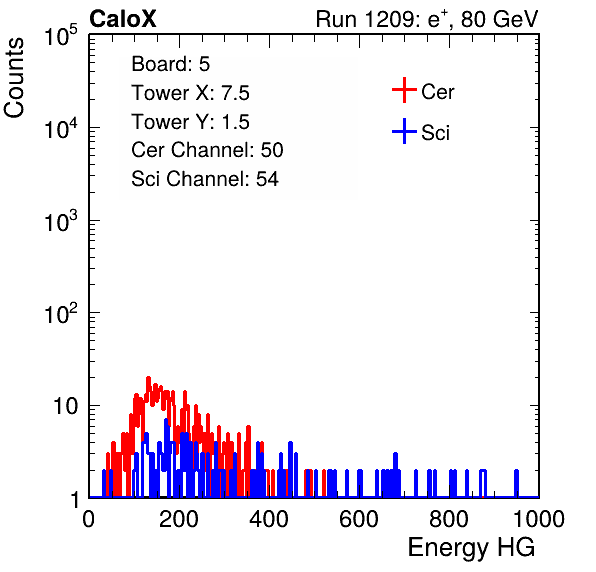 CaloX Run 1209: e⁺, 80 GeV
Counts
10⁵
10⁴
10³
10²
10
1
Board: 5
Tower X: 7.5
Tower Y: 1.5
Cer Channel: 50
Sci Channel: 54
Cer
Sci
0 200 400 600 800 1000
Energy HG